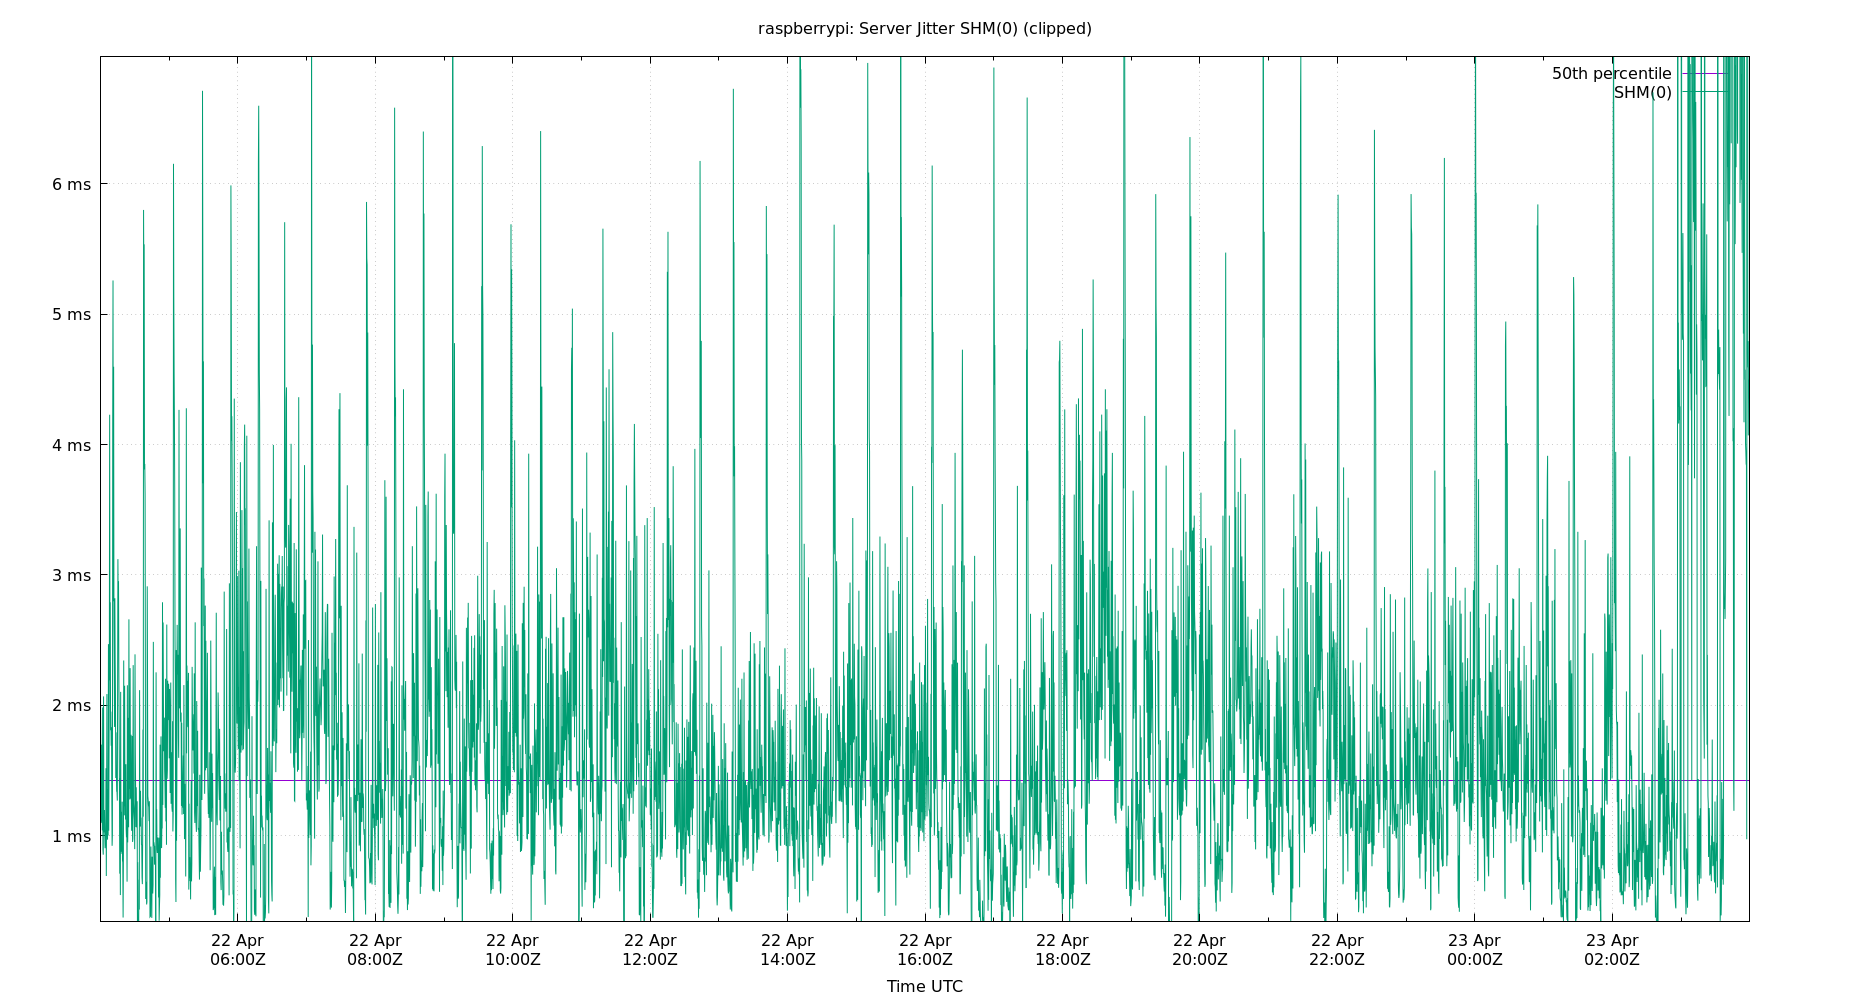 raspberrypi: Server Jitter SHM(0) (clipped)
50th percentile
SHM(0)
6 ms
5 ms
4 ms
3 ms
2 ms
1 ms
22 Apr 22 Apr 22 Apr 22 Apr 22 Apr 22 Apr 22 Apr 22 Apr 22 Apr 23 Apr 23 Apr
06:00Z 08:00Z 10:00Z 12:00Z 14:00Z 16:00Z 18:00Z 20:00Z 22:00Z 00:00Z 02:00Z
Time UTC